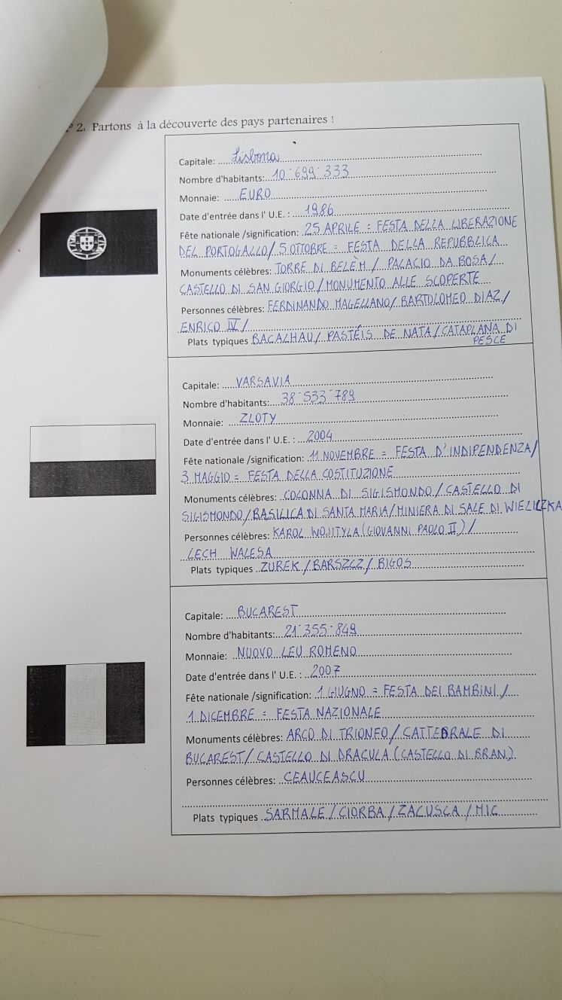 ° 2. Partons à la découverte des pays partenaires !
Capitale: Lisbona
Nombre d'habitants: 10˙699˙333
Monnaie: EURO
Date d'entrée dans l' U.E. : 1986
Fête nationale /signification: 25 APRILE = FESTA DELLA LIBERAZIONE
DEL PORTOGALLO/ 5 OTTOBRE = FESTA DELLA REPUBBLICA
Monuments célèbres: TORRE DI BELÈM / PALACIO DA BOSA/
CASTELLO DI SAN GIORGIO/MONUMENTO ALLE SCOPERTE
Personnes célèbres: FERDINANDO MAGELLANO/ BARTOLOMEO DIAZ/
ENRICO IV/
Plats typiques BACALHAU/ PASTÉIS DE NATA/CATAPLANA DI
PESCE
Capitale: VARSAVIA
Nombre d'habitants: 38˙533˙789
Monnaie: ZLOTY
Date d'entrée dans l' U.E. : 2004
Fête nationale /signification: 11 NOVEMBRE = FESTA D'INDIPENDENZA/
3 MAGGIO = FESTA DELLA COSTITUZIONE
Monuments célèbres: COLONNA DI SIGISMONDO/CASTELLO DI
SIGISMONDO/BASILICA DI SANTA MARIA/MINIERA DI SALE DI WIELICZKA
Personnes célèbres: KAROL WOJITYLA (GIOVANNI PAOLO II) /
LECH WALESA
Plats typiques ZUREK /BARSZCZ/ BIGOS
Capitale: BUCAREST
Nombre d'habitants: 21˙355˙849
Monnaie: NUOVO LEU ROMENO
Date d'entrée dans l' U.E. : 2007
Fête nationale /signification: 1 GIUGNO = FESTA DEI BAMBINI /
1 DICEMBRE = FESTA NAZIONALE
Monuments célèbres: ARCO DI TRIONFO / CATTEDRALE DI
BUCAREST/ CASTELLO DI DRACULA (CASTELLO DI BRAN)
Personnes célèbres: CEAUCEASCU
Plats typiques SARMALE / CIORBA / ZACUSCA / MIC